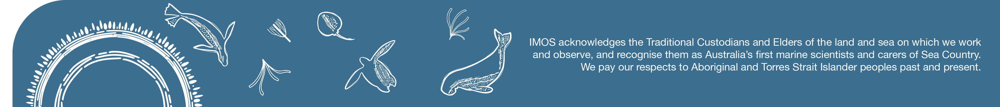 IMOS acknowledges the Traditional Custodians and Elders of the land and sea on which we work
and observe, and recognise them as Australia’s first marine scientists and carers of Sea Country.
We pay our respects to Aboriginal and Torres Strait Islander peoples past and present.